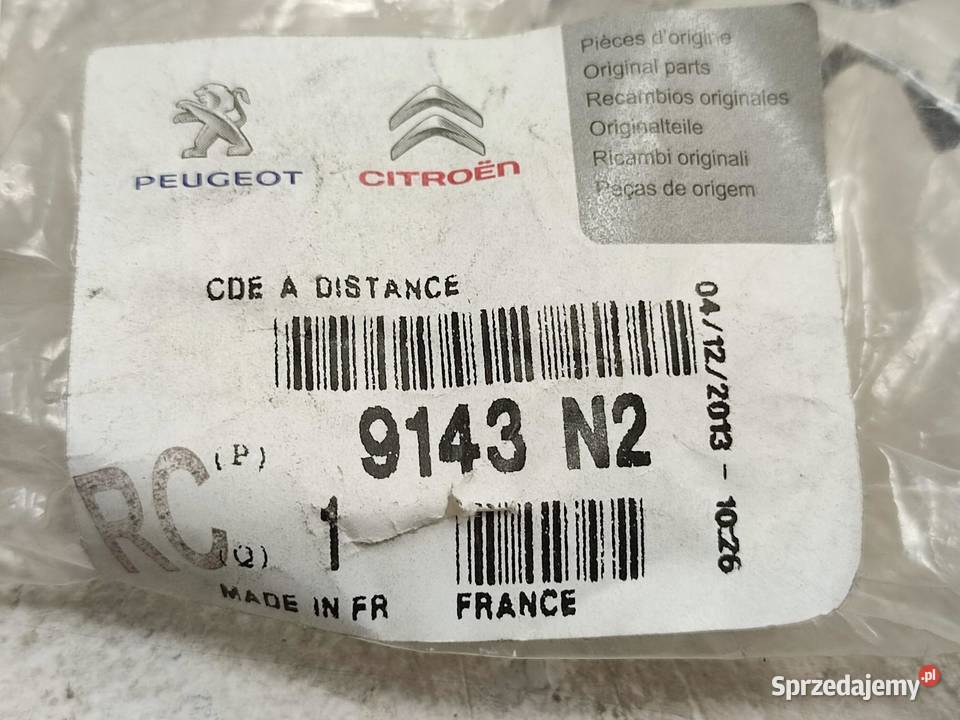 Pièces d'origine
Original parts
Recambios originales
Originalteile
Ricambi originali
Peças de origem
PEUGEOT
CITROËN
CDE A DISTANCE
04/12/2013 - 10:26
(P) 9143 N2
RC
(Q) 1
MADE IN FR FRANCE
Sprzedajemy.pl